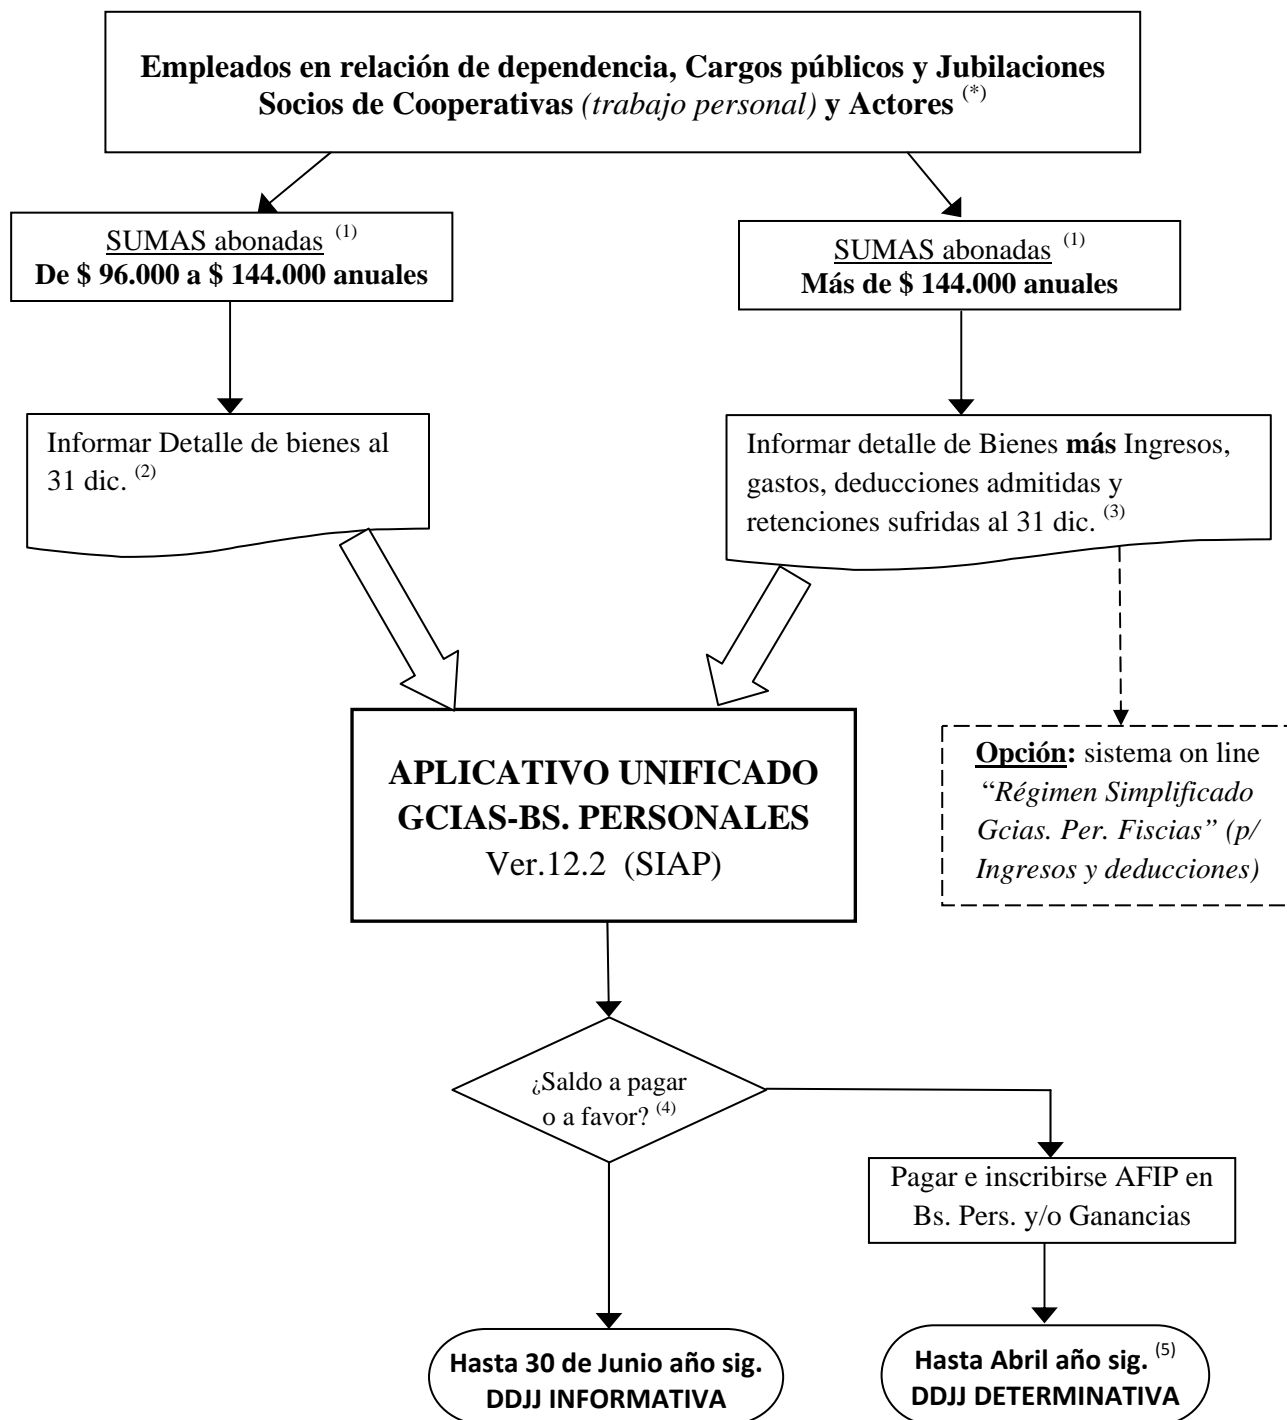 Empleados en relación de dependencia, Cargos públicos y Jubilaciones
Socios de Cooperativas (trabajo personal) y Actores (*)
SUMAS abonadas (1)
De $ 96.000 a $ 144.000 anuales
SUMAS abonadas (1)
Más de $ 144.000 anuales
Informar Detalle de bienes al
31 dic. (2)
Informar detalle de Bienes más Ingresos,
gastos, deducciones admitidas y
retenciones sufridas al 31 dic. (3)
APLICATIVO UNIFICADO
GCIAS-BS. PERSONALES
Ver.12.2 (SIAP)
Opción: sistema on line
“Régimen Simplificado
Gcias. Per. Fiscias” (p/
Ingresos y deducciones)
¿Saldo a pagar
o a favor? (4)
Pagar e inscribirse AFIP en
Bs. Pers. y/o Ganancias
Hasta 30 de Junio año sig.
DDJJ INFORMATIVA
Hasta Abril año sig. (5)
DDJJ DETERMINATIVA